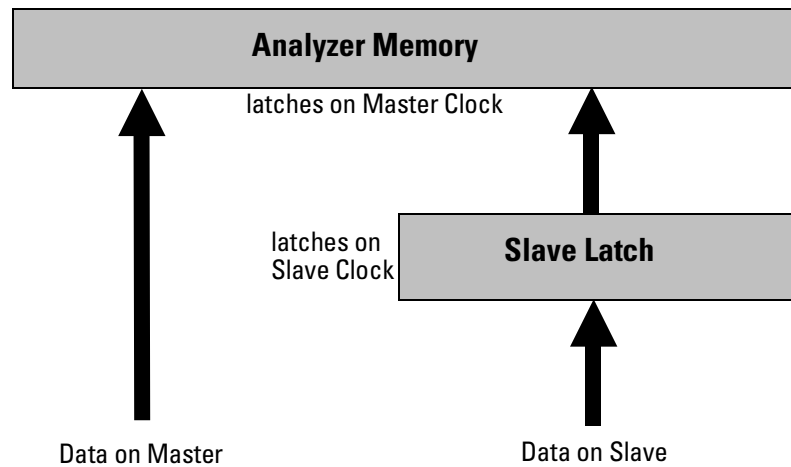 Analyzer Memory
latches on Master Clock
latches on
Slave Clock
Slave Latch
Data on Master
Data on Slave